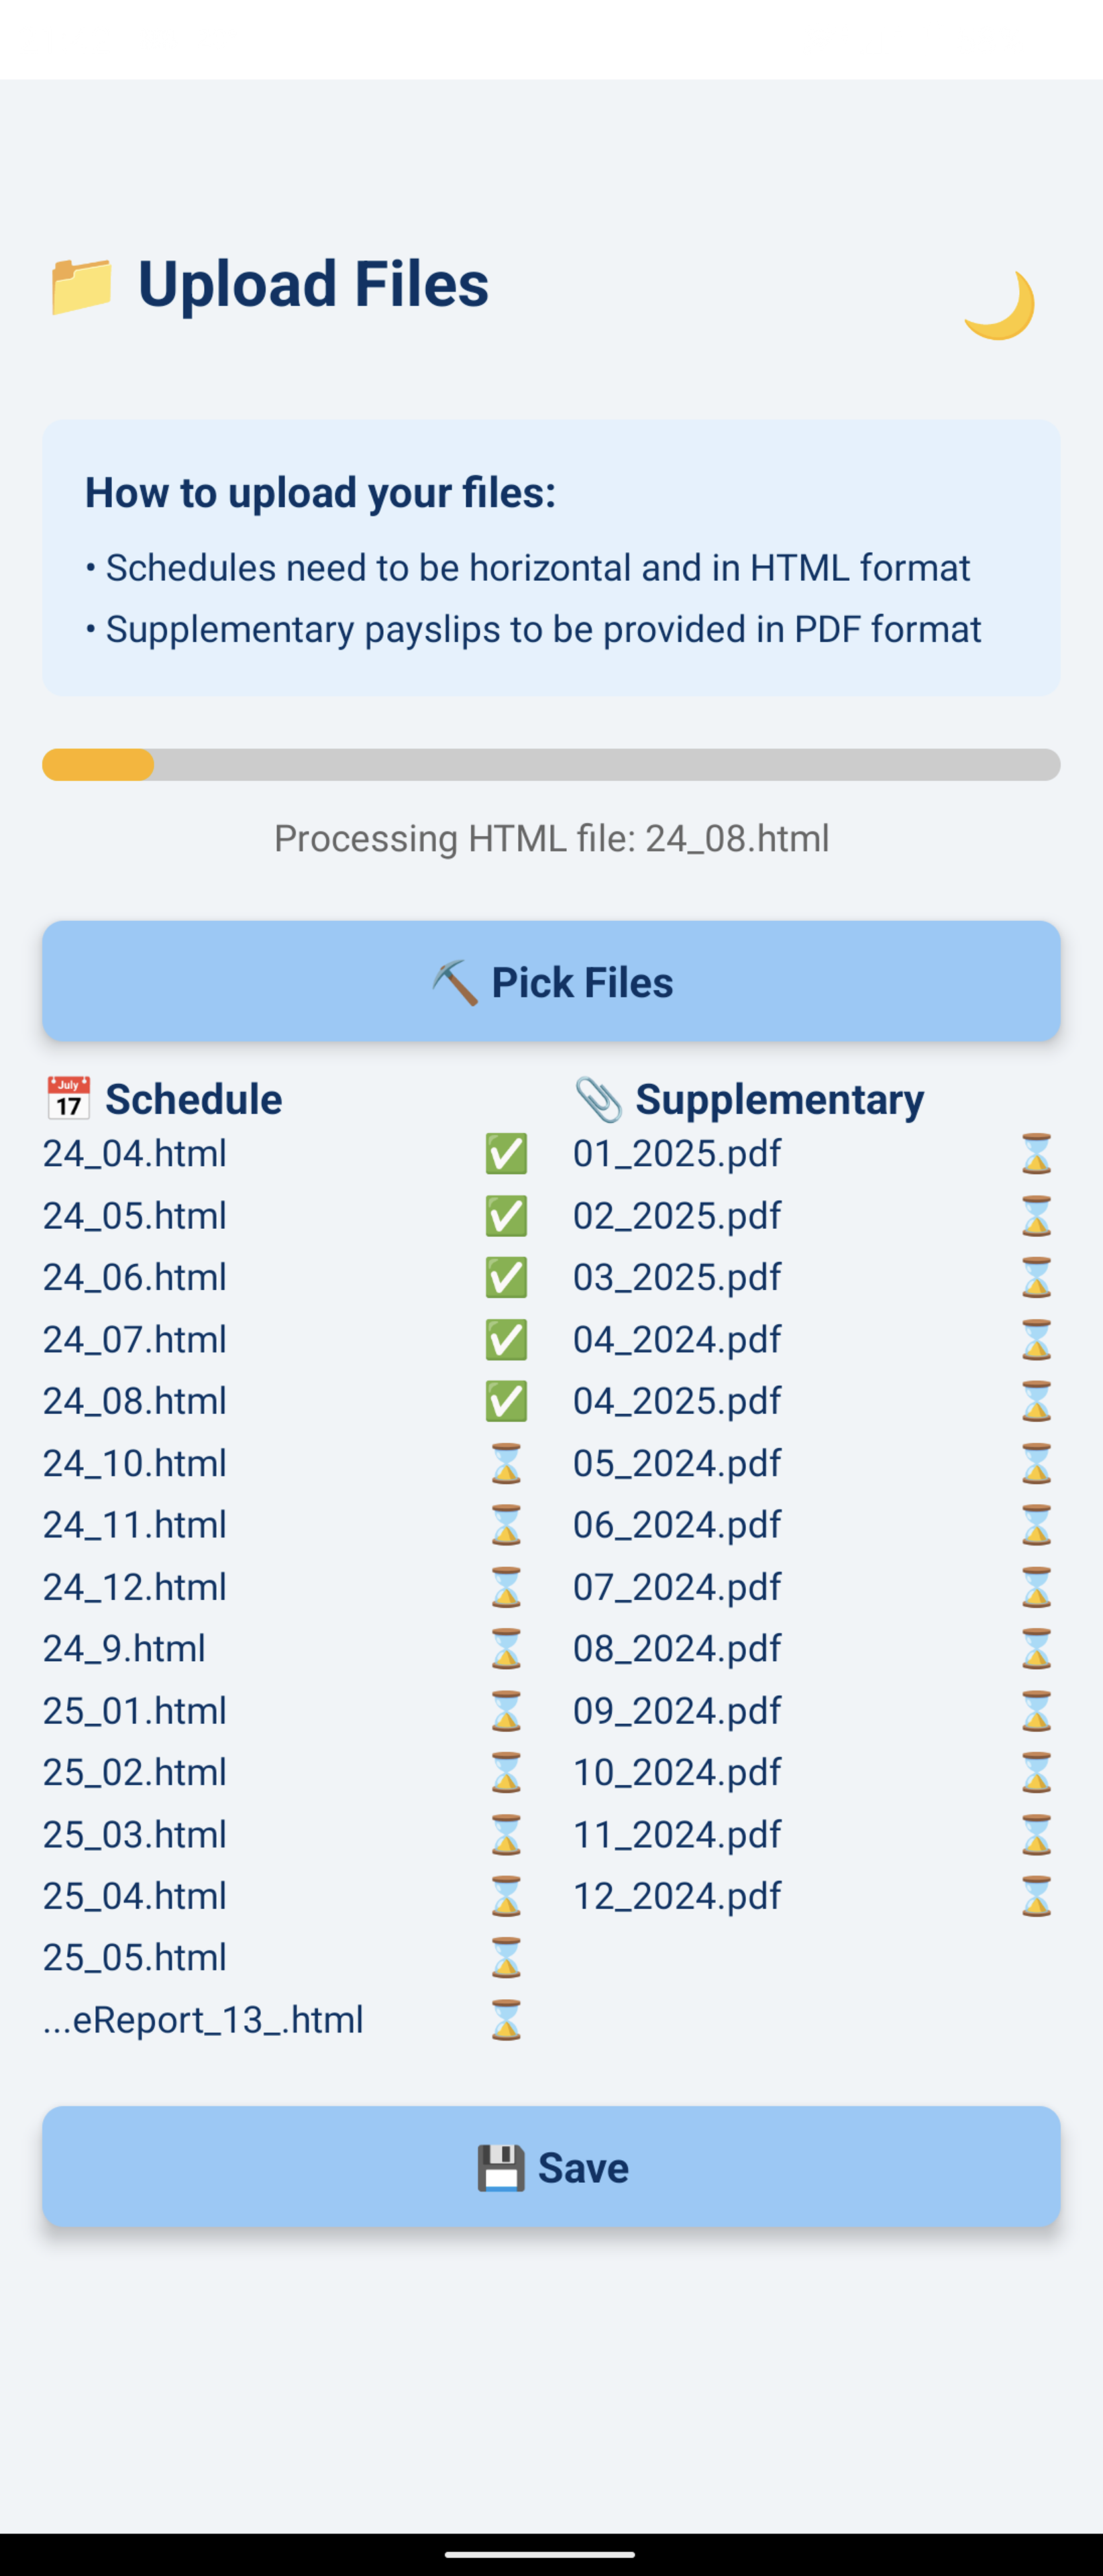 📁 Upload Files 🌙
How to upload your files:
• Schedules need to be horizontal and in HTML format
• Supplementary payslips to be provided in PDF format
Processing HTML file: 24_08.html
⛏️ Pick Files
📅 Schedule
24_04.html ✅
24_05.html ✅
24_06.html ✅
24_07.html ✅
24_08.html ✅
24_10.html ⌛
24_11.html ⌛
24_12.html ⌛
24_9.html ⌛
25_01.html ⌛
25_02.html ⌛
25_03.html ⌛
25_04.html ⌛
25_05.html ⌛
...eReport_13_.html ⌛
📎 Supplementary
01_2025.pdf ⌛
02_2025.pdf ⌛
03_2025.pdf ⌛
04_2024.pdf ⌛
04_2025.pdf ⌛
05_2024.pdf ⌛
06_2024.pdf ⌛
07_2024.pdf ⌛
08_2024.pdf ⌛
09_2024.pdf ⌛
10_2024.pdf ⌛
11_2024.pdf ⌛
12_2024.pdf ⌛
💾 Save